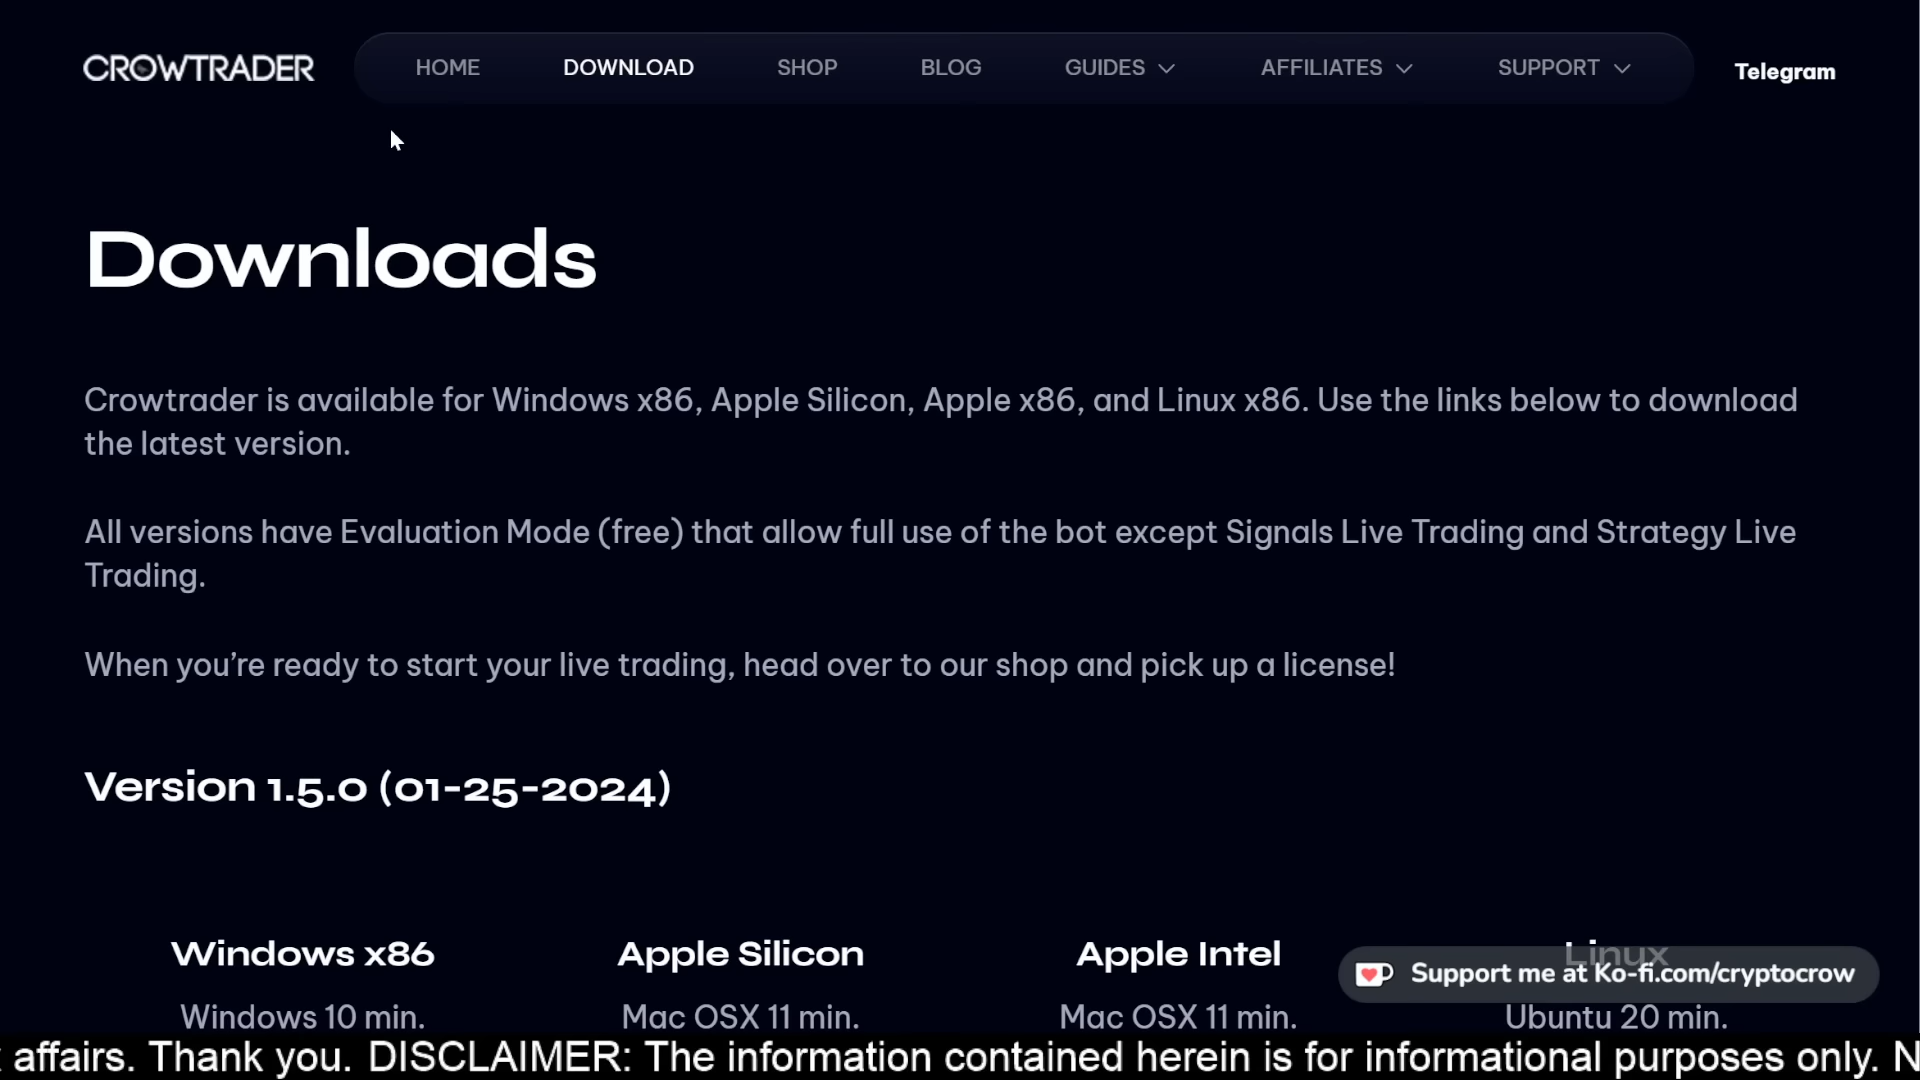 CROWTRADER
HOME
DOWNLOAD
SHOP
BLOG
GUIDES
AFFILIATES
SUPPORT
Telegram
Downloads
Crowtrader is available for Windows x86, Apple Silicon, Apple x86, and Linux x86. Use the links below to download
the latest version.
All versions have Evaluation Mode (free) that allow full use of the bot except Signals Live Trading and Strategy Live
Trading.
When you’re ready to start your live trading, head over to our shop and pick up a license!
Version 1.5.0 (01-25-2024)
Windows x86
Apple Silicon
Apple Intel
Linux
Support me at Ko-fi.com/cryptocrow
Windows 10 min.
Mac OSX 11 min.
Mac OSX 11 min.
Ubuntu 20 min.
affairs. Thank you. DISCLAIMER: The information contained herein is for informational purposes only. N